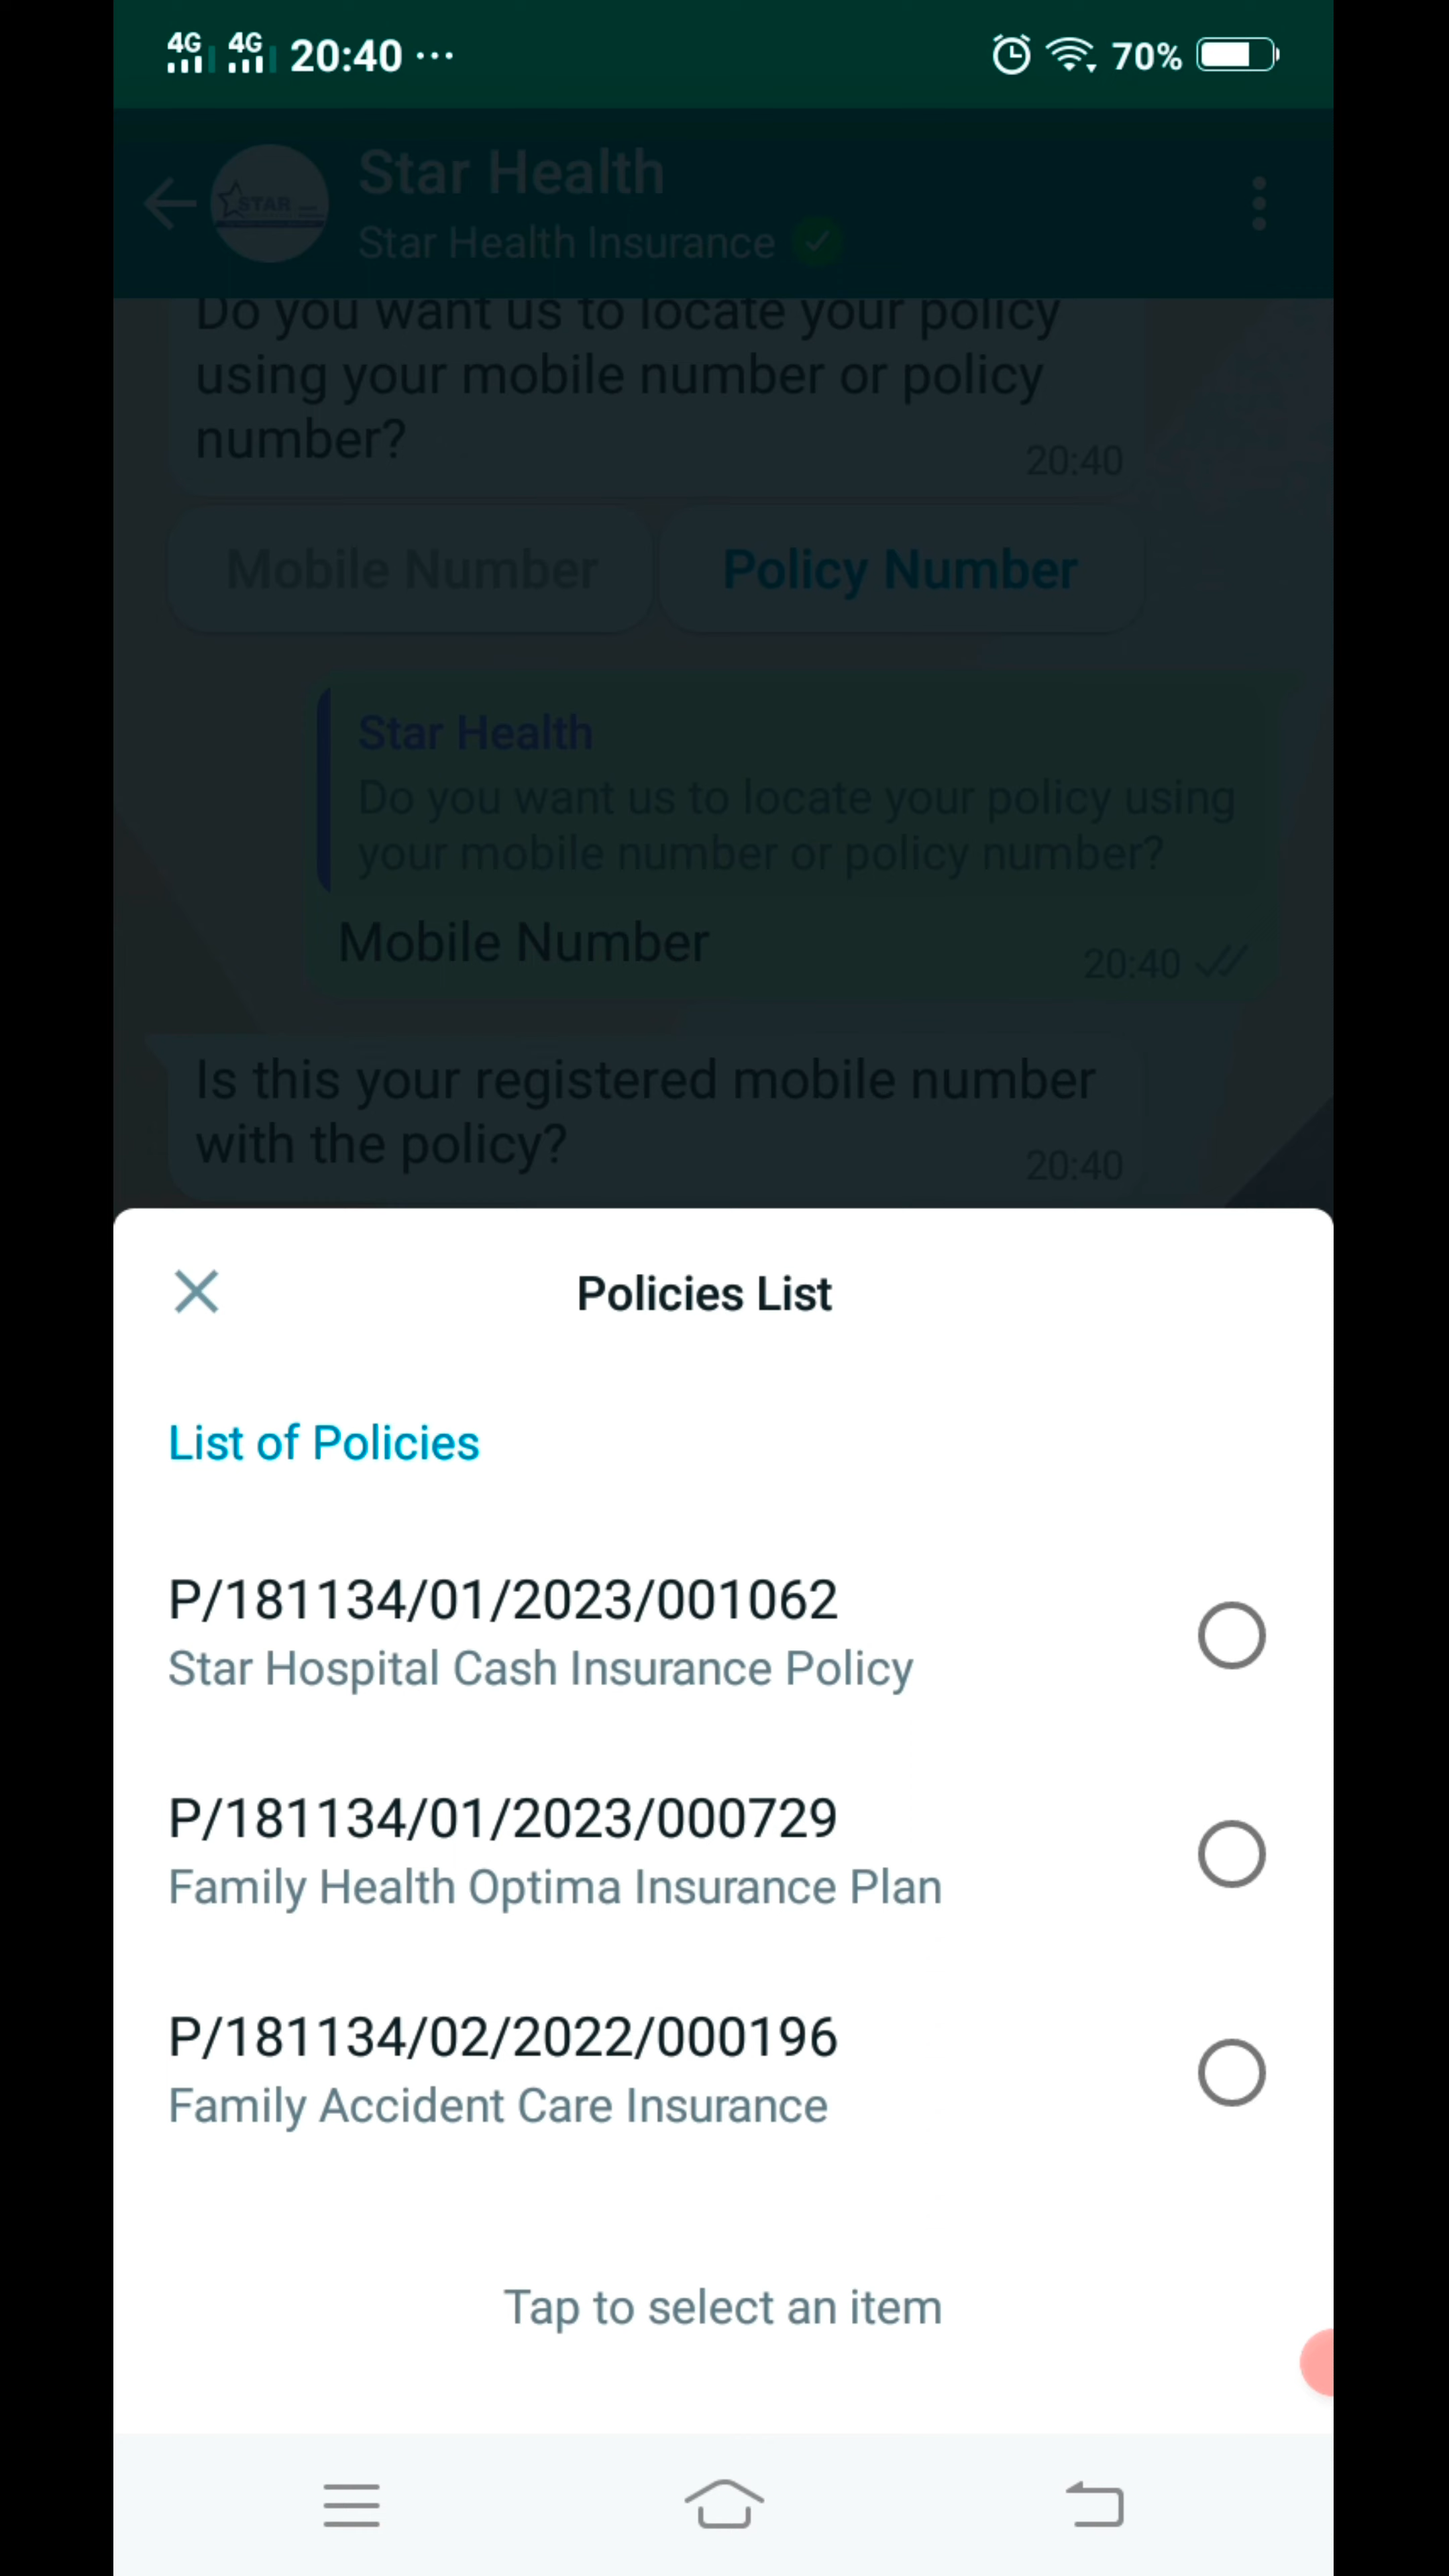 4G 4G 20:40 ... 70%
Star Health
STAR
Star Health Insurance
Do you want us to locate your policy
using your mobile number or policy
number?
20:40
Mobile Number Policy Number
Star Health
Do you want us to locate your policy using
your mobile number or policy number?
Mobile Number
20:40
Is this your registered mobile number
with the policy?
20:40
Policies List
List of Policies
P/181134/01/2023/001062
Star Hospital Cash Insurance Policy
P/181134/01/2023/000729
Family Health Optima Insurance Plan
P/181134/02/2022/000196
Family Accident Care Insurance
Tap to select an item